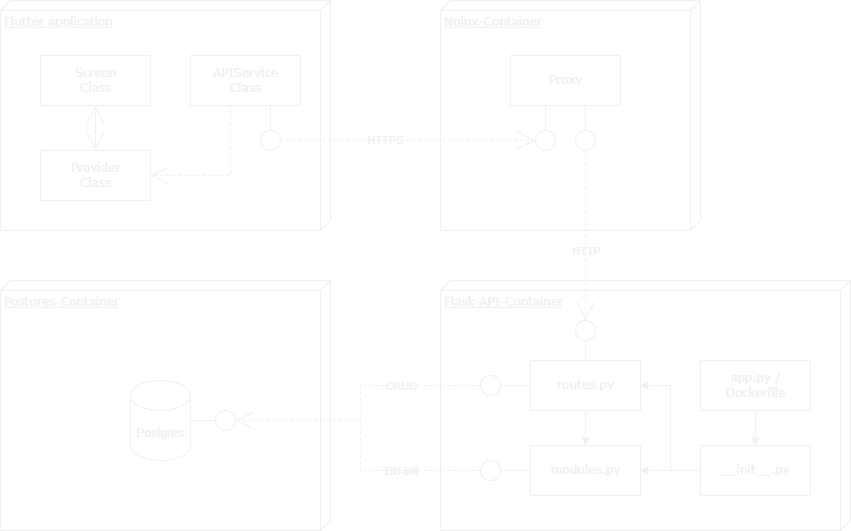 Flutter application
Screen
Class
APIService
Class
Provider
Class
HTTPS
Nginx-Container
Proxy
HTTP
Postgres-Container
Postgres
CRUD
DB init
Flask-API-Container
routes.py
app.py /
Dockerfile
modules.py
__init__.py